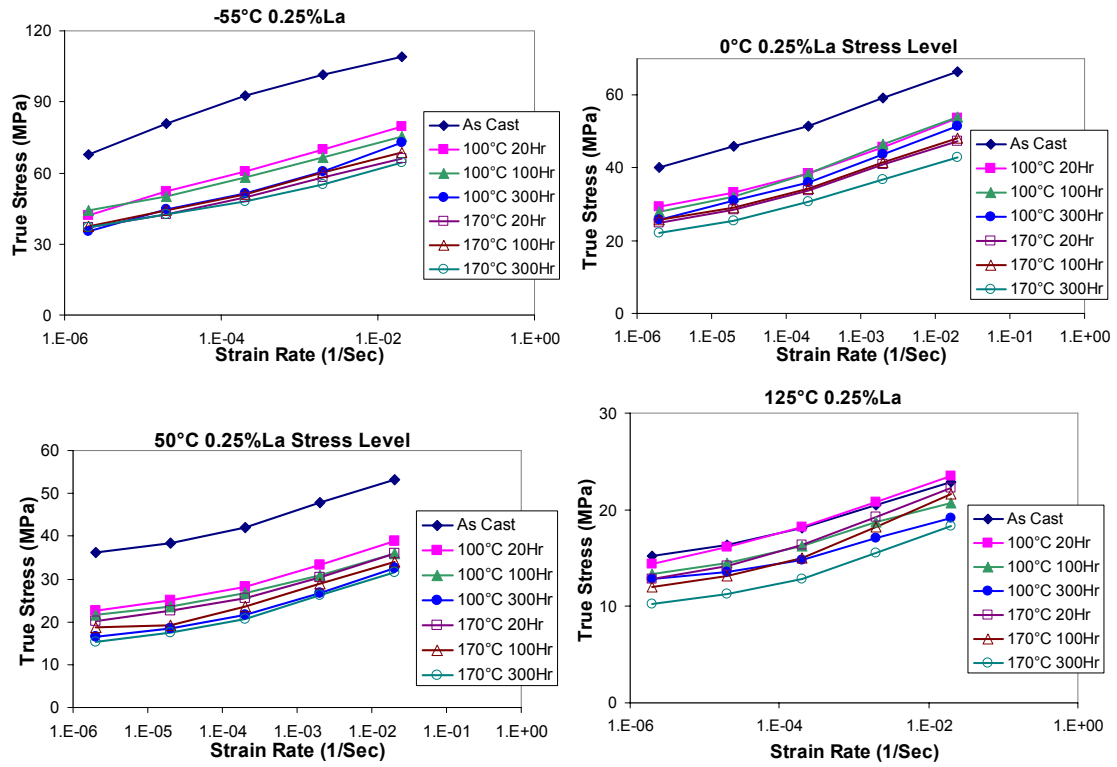 -55°C 0.25%La
True Stress (MPa)
120
90
60
30
0
1.E-06
1.E-04
1.E-02
1.E+00
Strain Rate (1/Sec)
As Cast
100°C 20Hr
100°C 100Hr
100°C 300Hr
170°C 20Hr
170°C 100Hr
170°C 300Hr
0°C 0.25%La Stress Level
True Stress (MPa)
60
40
20
0
1.E-06
1.E-05
1.E-04
1.E-03
1.E-02
1.E-01
1.E+00
Strain Rate (1/Sec)
As Cast
100°C 20Hr
100°C 100Hr
100°C 300Hr
170°C 20Hr
170°C 100Hr
170°C 300Hr
50°C 0.25%La Stress Level
True Stress (MPa)
60
50
40
30
20
10
0
1.E-06
1.E-05
1.E-04
1.E-03
1.E-02
1.E-01
1.E+00
Strain Rate (1/Sec)
As Cast
100°C 20Hr
100°C 100Hr
100°C 300Hr
170°C 20Hr
170°C 100Hr
170°C 300Hr
125°C 0.25%La
True Stress (MPa)
30
20
10
0
1.E-06
1.E-04
1.E-02
1.E+00
Strain Rate (1/Sec)
As Cast
100°C 20Hr
100°C 100Hr
100°C 300Hr
170°C 20Hr
170°C 100Hr
170°C 300Hr